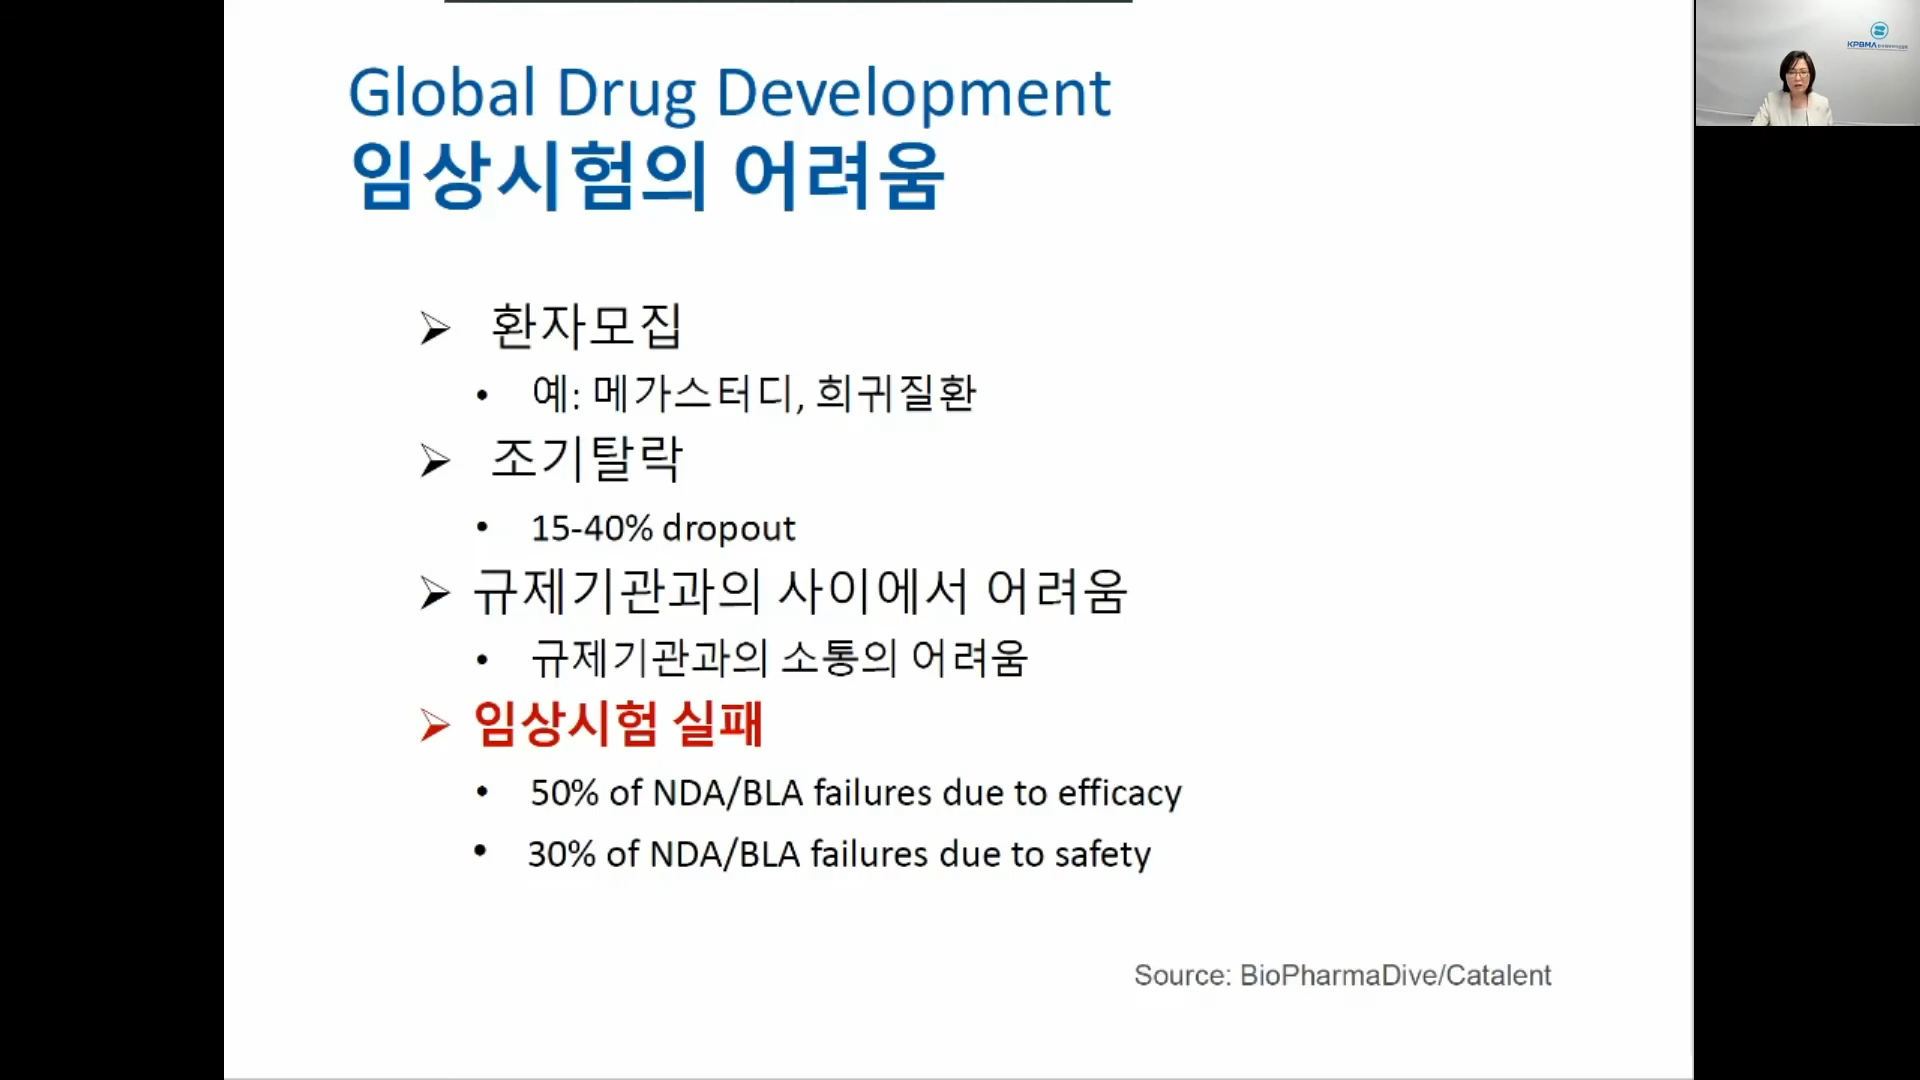 Global Drug Development
임상시험의 어려움
➢ 환자모집
• 예: 메가스터디, 희귀질환
➢ 조기탈락
• 15-40% dropout
➢ 규제기관과의 사이에서 어려움
• 규제기관과의 소통의 어려움
➢ 임상시험 실패
• 50% of NDA/BLA failures due to efficacy
• 30% of NDA/BLA failures due to safety
Source: BioPharmaDive/Catalent
KPBMA